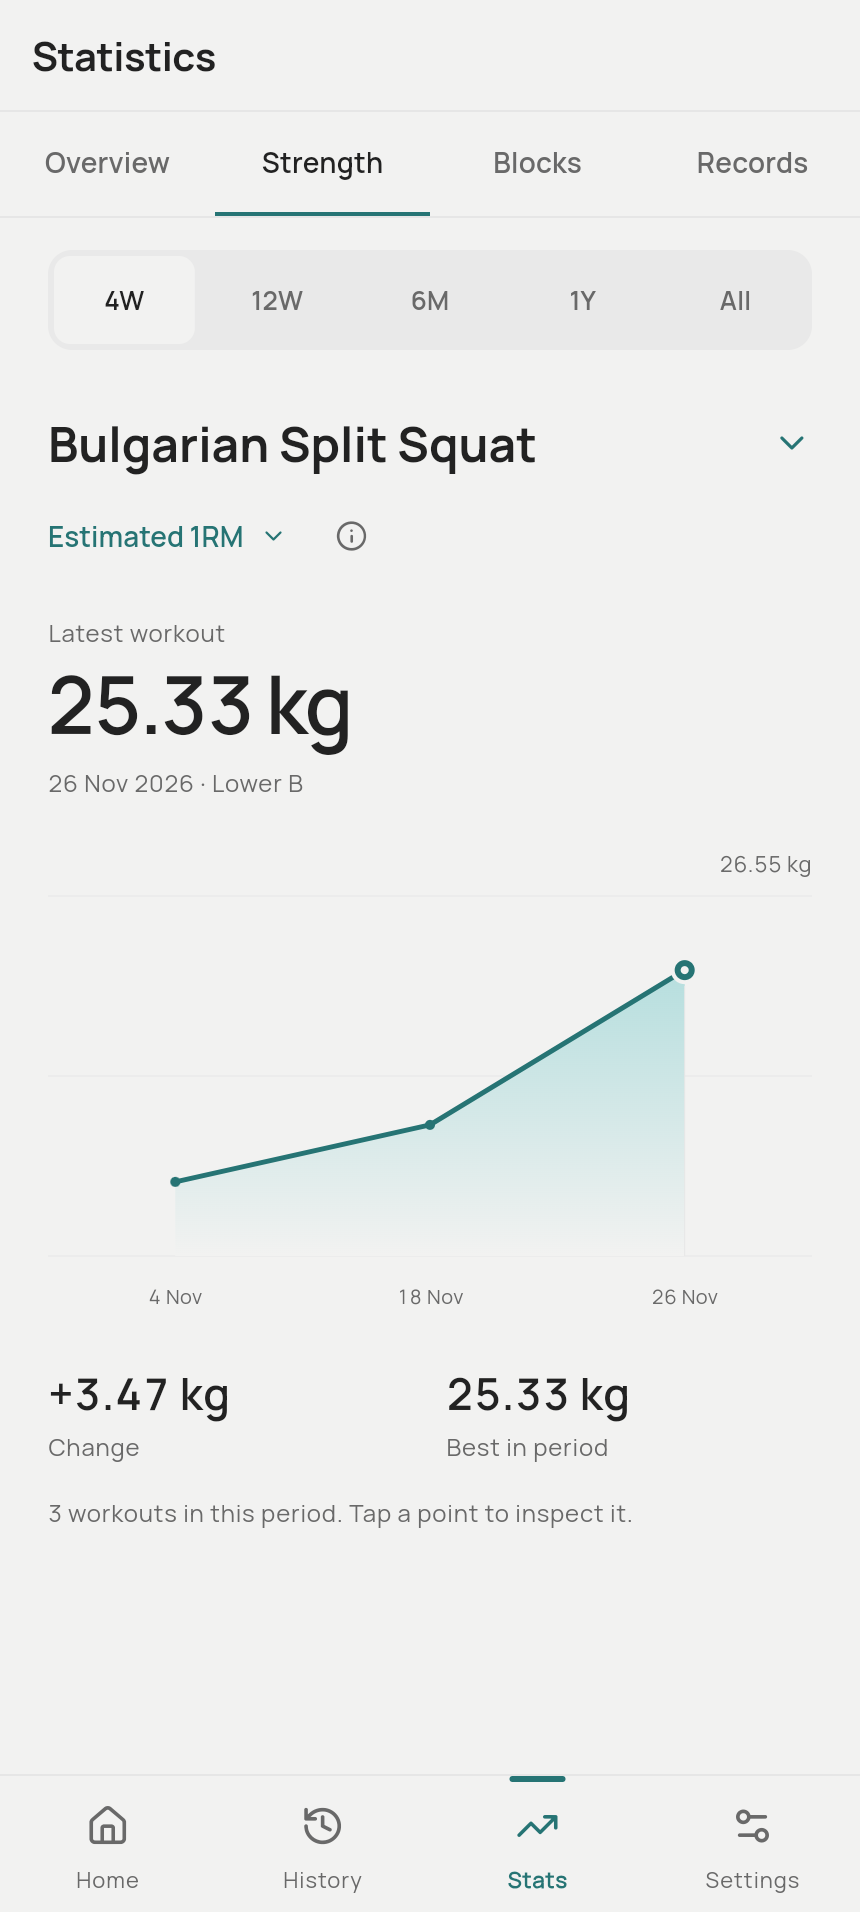 Statistics
Overview Strength Blocks Records
4W 12W 6M 1Y All
Bulgarian Split Squat
Estimated 1RM
Latest workout
25.33 kg
26 Nov 2026 · Lower B
26.55 kg
4 Nov 18 Nov 26 Nov
+3.47 kg 25.33 kg
Change Best in period
3 workouts in this period. Tap a point to inspect it.
Home History Stats Settings